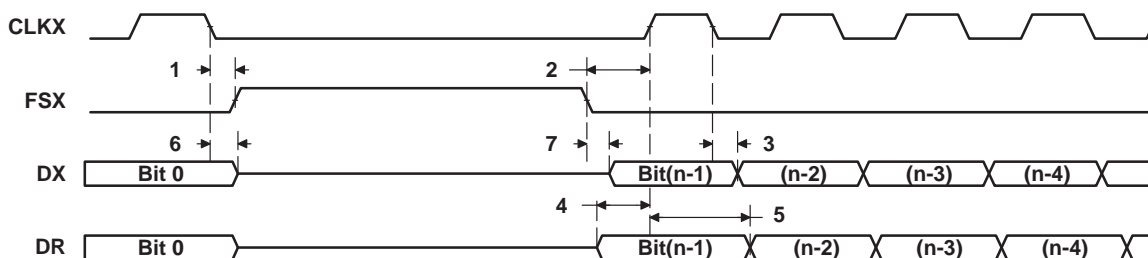 CLKX
1 2
FSX
6 7 3
DX Bit 0 Bit(n-1) (n-2) (n-3) (n-4)
4 5
DR Bit 0 Bit(n-1) (n-2) (n-3) (n-4)